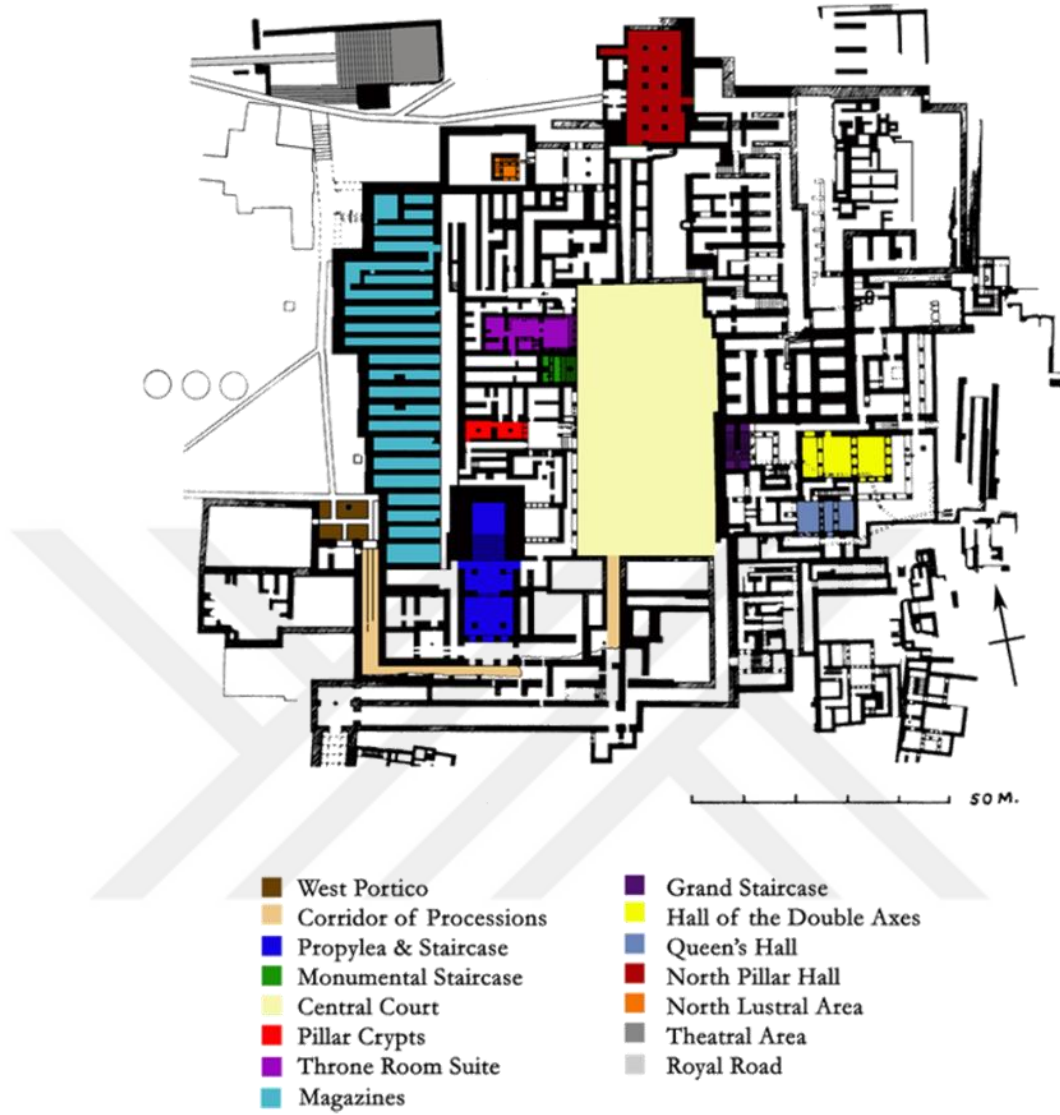 50 M.
West Portico
Corridor of Processions
Propylea & Staircase
Monumental Staircase
Central Court
Pillar Crypts
Throne Room Suite
Magazines
Grand Staircase
Hall of the Double Axes
Queen's Hall
North Pillar Hall
North Lustral Area
Theatral Area
Royal Road